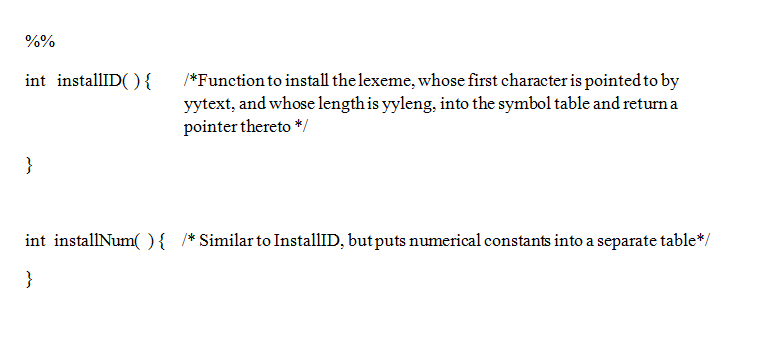 %%
int installID( ) { /*Function to install the lexeme, whose first character is pointed to by
yytext, and whose length is yyleng, into the symbol table and return a
pointer thereto */
}
int installNum( ) { /* Similar to InstallID, but puts numerical constants into a separate table*/
}